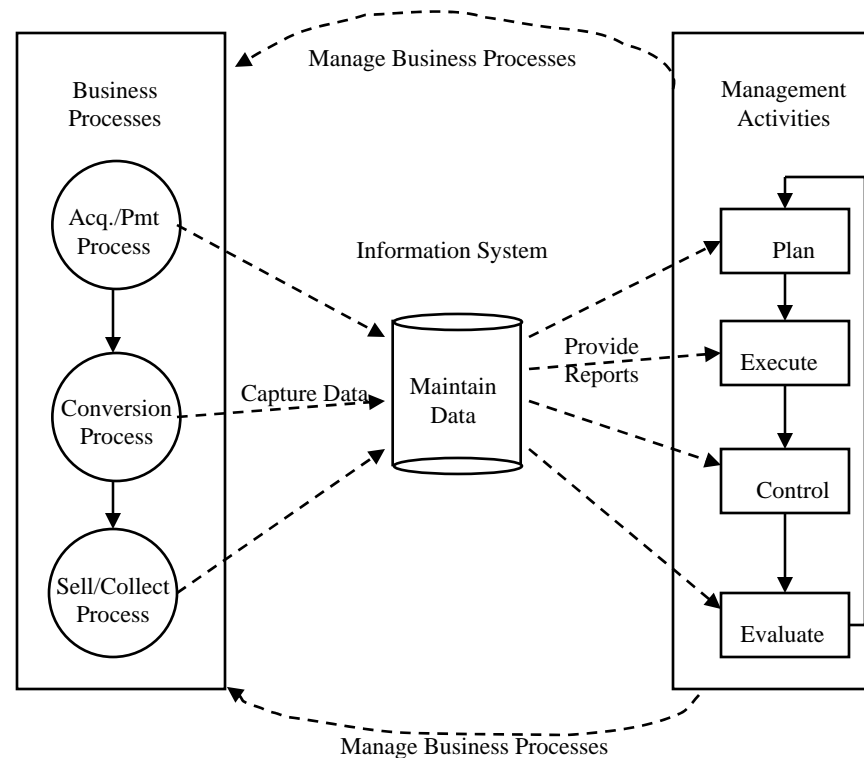 Manage Business Processes
Business
Processes
Management
Activities
Acq./Pmt
Process
Information System
Plan
Provide
Reports
Execute
Capture Data
Maintain
Data
Conversion
Process
Control
Sell/Collect
Process
Evaluate
Manage Business Processes